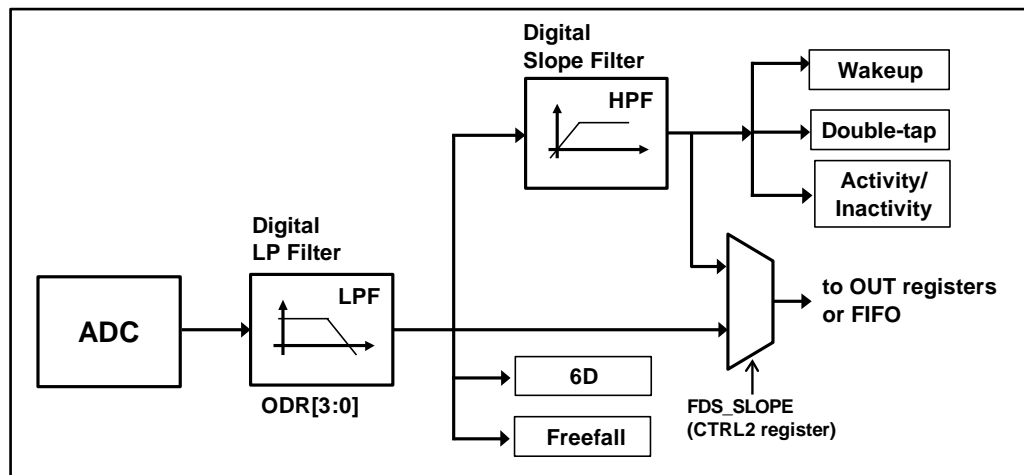 Digital
Slope Filter
HPF
Wakeup
Double-tap
Activity/
Inactivity
Digital
LP Filter
LPF
ADC
ODR[3:0]
to OUT registers
or FIFO
6D
Freefall
FDS_SLOPE
(CTRL2 register)